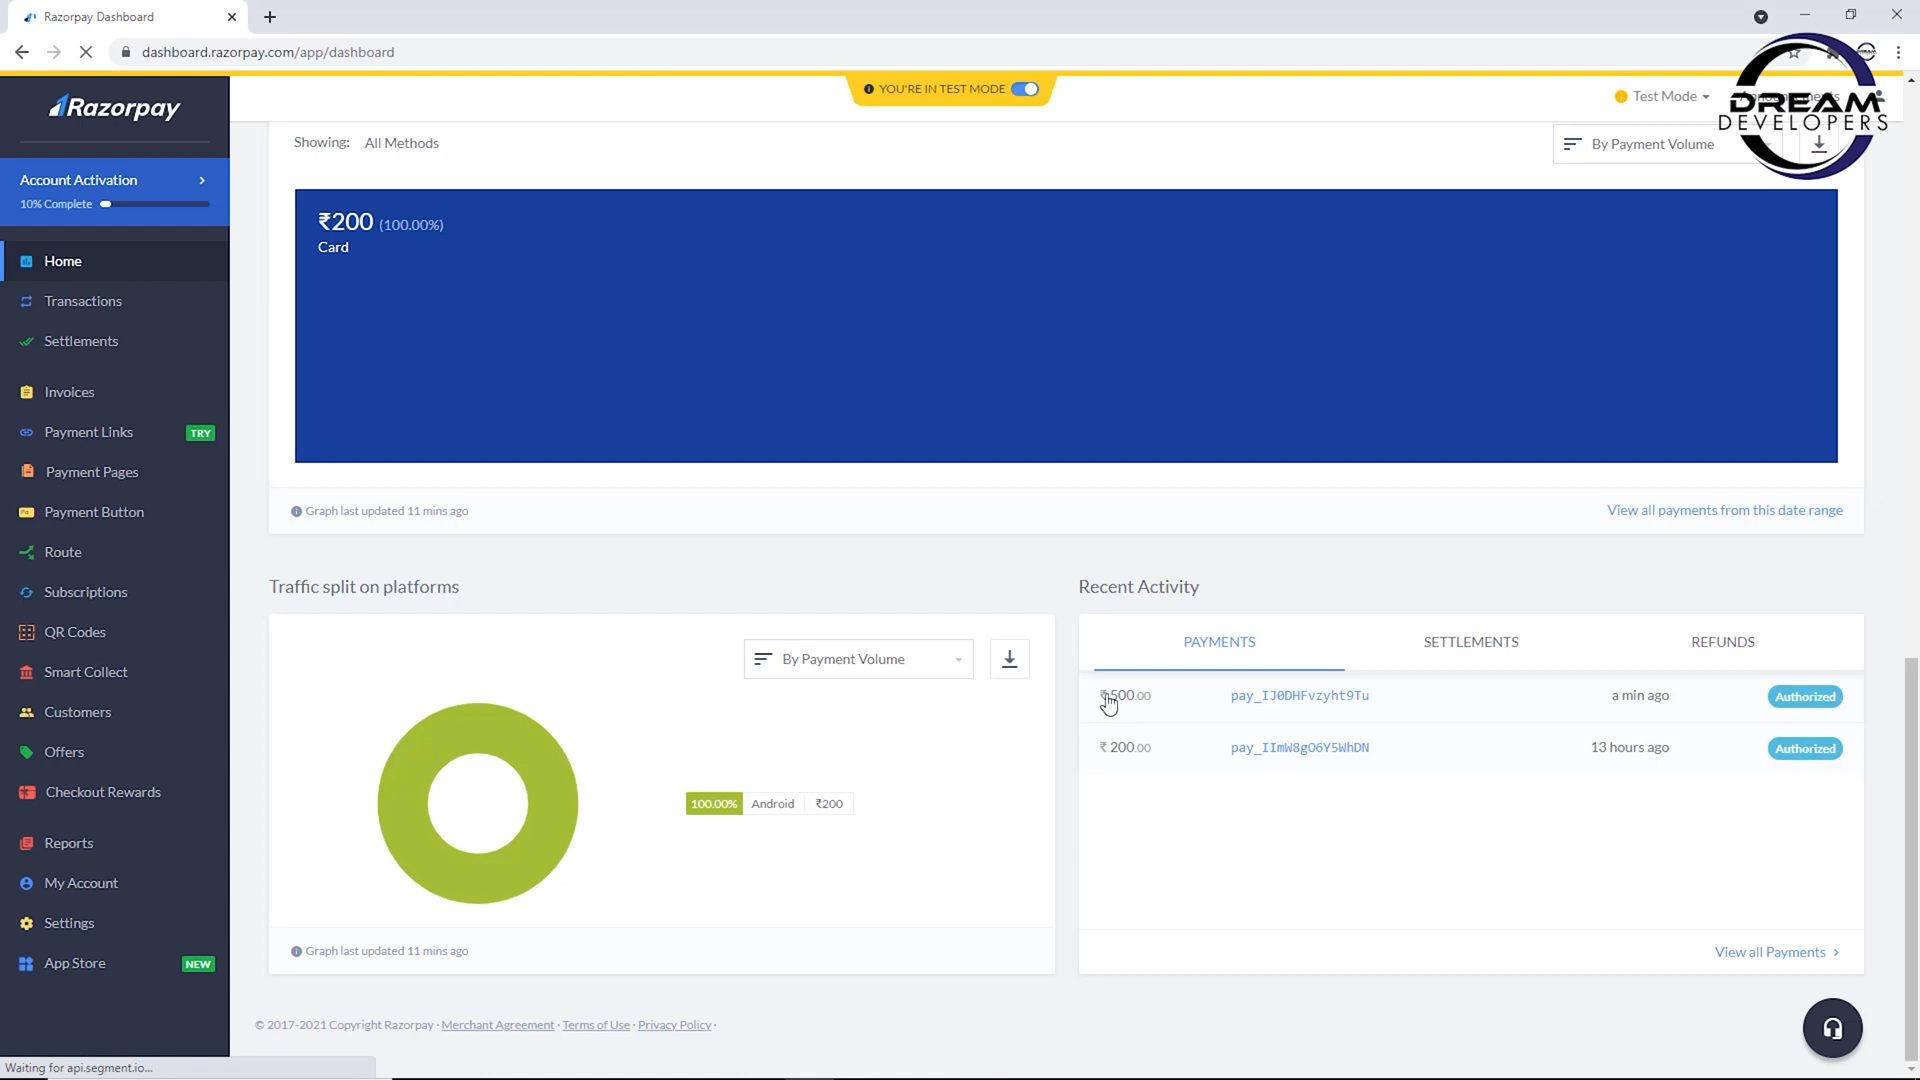 Razorpay Dashboard
dashboard.razorpay.com/app/dashboard
Razorpay
YOU'RE IN TEST MODE
Test Mode
DREAM
DEVELOPERS
Account Activation
10% Complete
Home
Transactions
Settlements
Invoices
Payment Links TRY
Payment Pages
Payment Button
Route
Subscriptions
QR Codes
Smart Collect
Customers
Offers
Checkout Rewards
Reports
My Account
Settings
App Store NEW
Showing: All Methods
By Payment Volume
₹200 (100.00%)
Card
Graph last updated 11 mins ago
View all payments from this date range
Traffic split on platforms
By Payment Volume
100.00% Android ₹200
Graph last updated 11 mins ago
Recent Activity
PAYMENTS SETTLEMENTS REFUNDS
₹500.00 pay_IJ0DHFvzyht9Tu a min ago Authorized
₹200.00 pay_IImW8gO6Y5WhDN 13 hours ago Authorized
View all Payments
© 2017-2021 Copyright Razorpay · Merchant Agreement · Terms of Use · Privacy Policy ·
Waiting for api.segment.io...